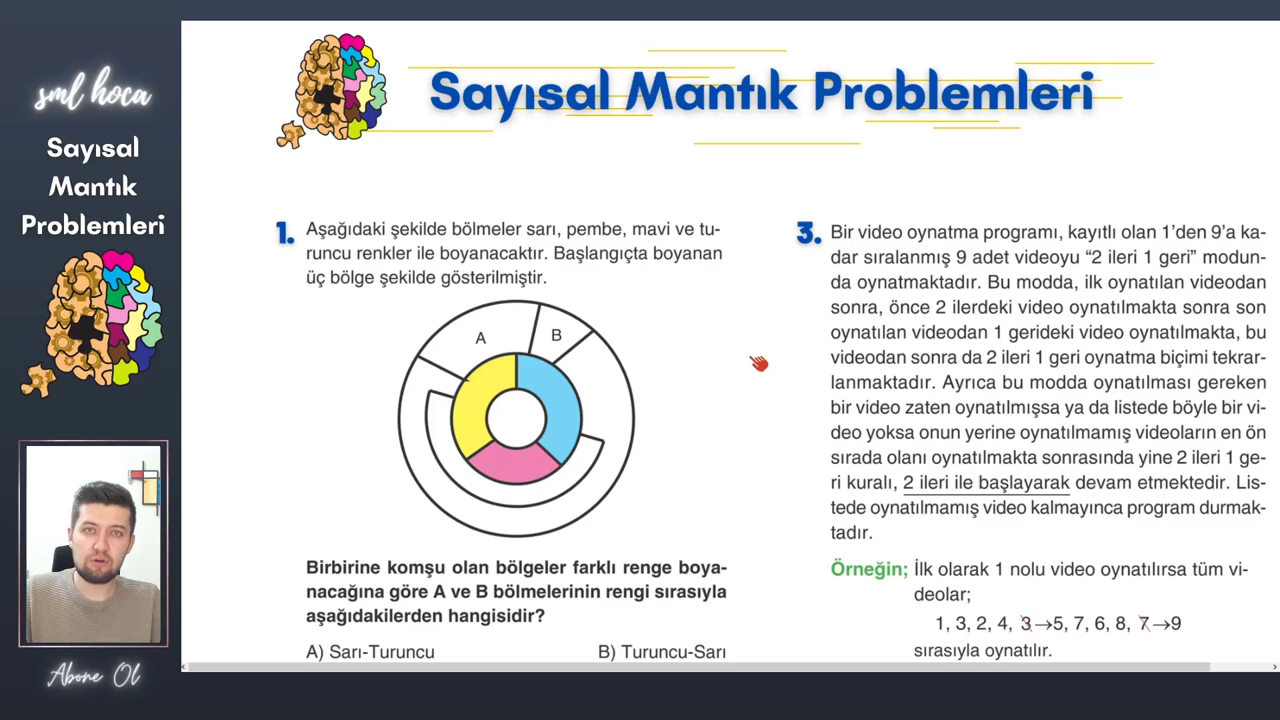 sml hoca
Sayısal
Mantık
Problemleri
Abone Ol
Sayısal Mantık Problemleri
1. Aşağıdaki şekilde bölmeler sarı, pembe, mavi ve tu-
runcu renkler ile boyanacaktır. Başlangıçta boyanan
üç bölge şekilde gösterilmiştir.
A
B
Birbirine komşu olan bölgeler farklı renge boya-
nacağına göre A ve B bölmelerinin rengi sırasıyla
aşağıdakilerden hangisidir?
A) Sarı-Turuncu B) Turuncu-Sarı
3. Bir video oynatma programı, kayıtlı olan 1’den 9’a ka-
dar sıralanmış 9 adet videoyu “2 ileri 1 geri” modun-
da oynatmaktadır. Bu modda, ilk oynatılan videodan
sonra, önce 2 ilerdeki video oynatılmakta sonra son
oynatılan videodan 1 gerideki video oynatılmakta, bu
videodan sonra da 2 ileri 1 geri oynatma biçimi tekrar-
lanmaktadır. Ayrıca bu modda oynatılması gereken
bir video zaten oynatılmışsa ya da listede böyle bir vi-
deo yoksa onun yerine oynatılmamış videoların en ön
sırada olanı oynatılmakta sonrasında yine 2 ileri 1 ge-
ri kuralı, 2 ileri ile başlayarak devam etmektedir. Lis-
tede oynatılmamış video kalmayınca program durmak-
tadır.
Örneğin; İlk olarak 1 nolu video oynatılırsa tüm vi-
deolar;
1, 3, 2, 4, 3→5, 7, 6, 8, 7→9
sırasıyla oynatılır.